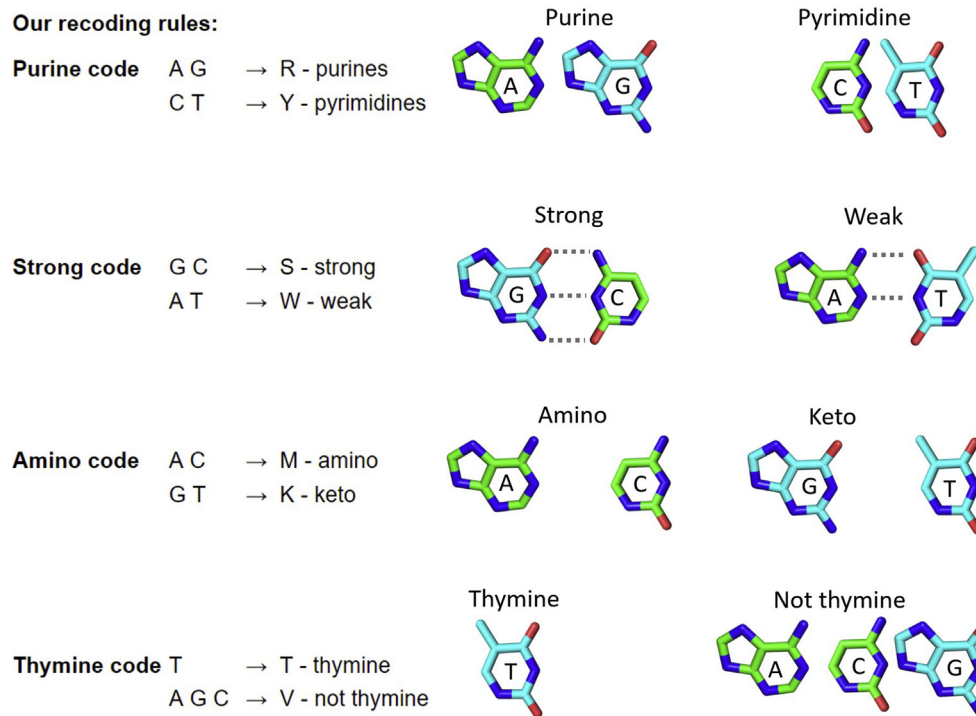 Our recoding rules:
Purine Pyrimidine
Purine code A G → R - purines
C T → Y - pyrimidines
A G C T
Strong Weak
Strong code G C → S - strong
A T → W - weak
G C A T
Amino Keto
Amino code A C → M - amino
G T → K - keto
A C G T
Thymine Not thymine
Thymine code T → T - thymine
A G C → V - not thymine
T A C G